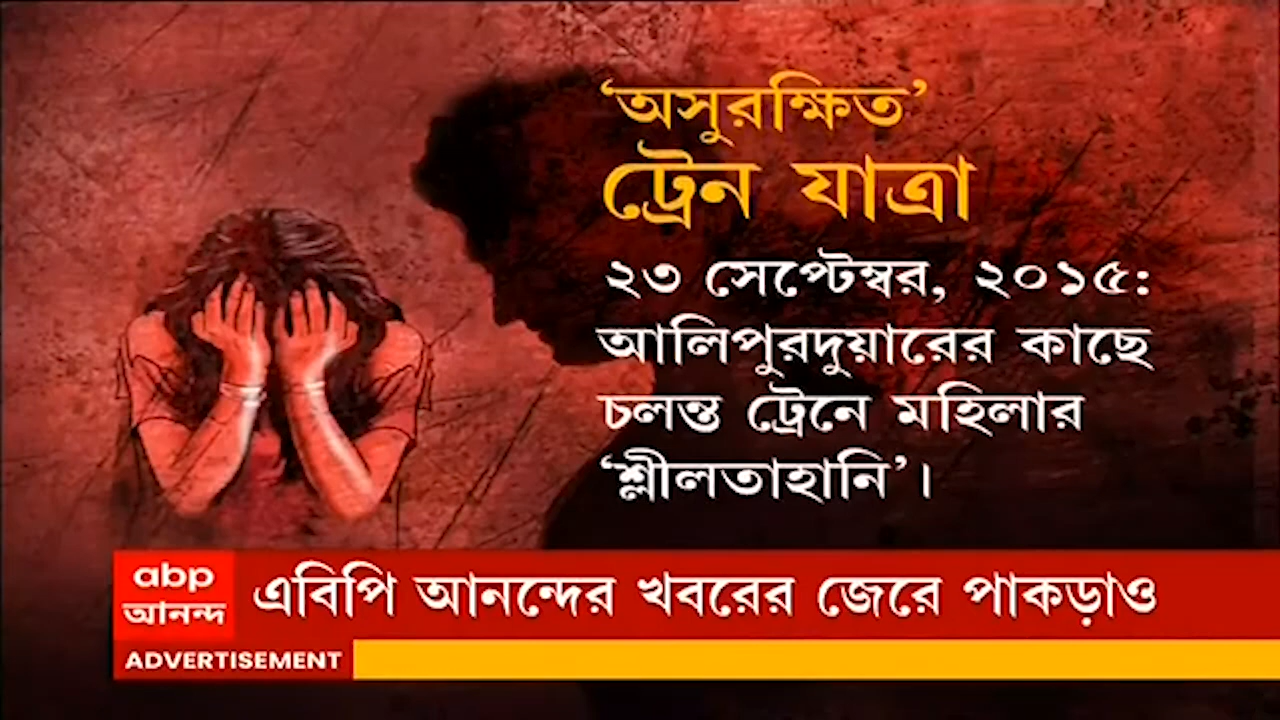 ‘অসুরক্ষিত’
ট্রেন যাত্রা
২৩ সেপ্টেম্বর, ২০১৫:
আলিপুরদুয়ারের কাছে
চলন্ত ট্রেনে মহিলার
‘শ্লীলতাহানি’।
abp
আনন্দ
এবিপি আনন্দের খবরের জেরে পাকড়াও
ADVERTISEMENT